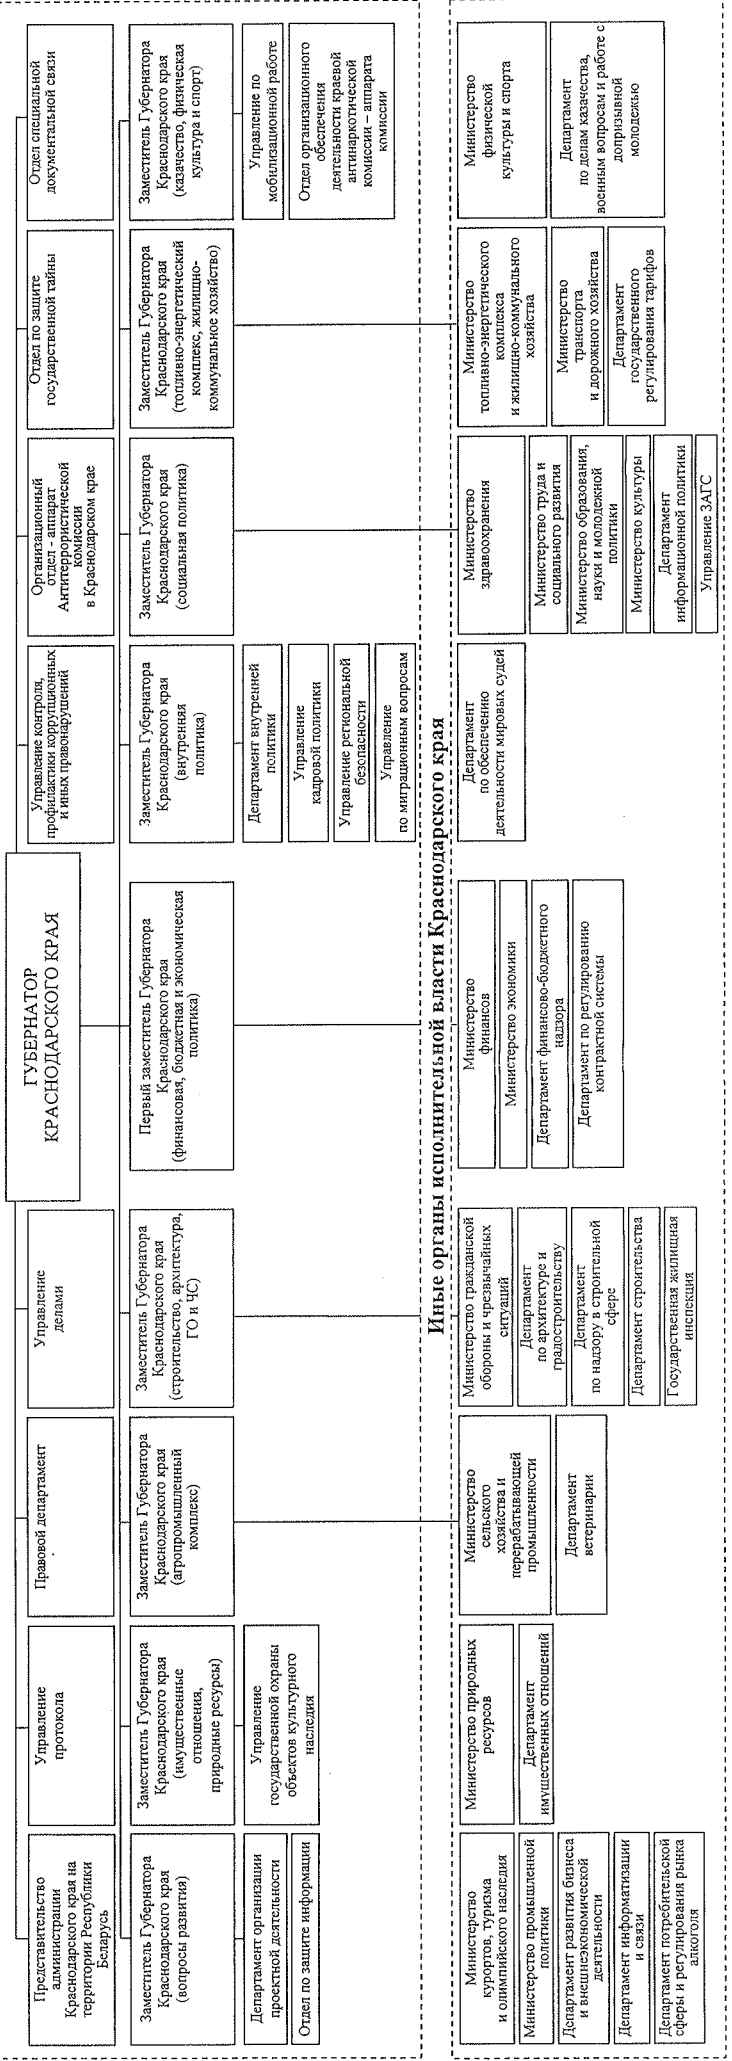 ГУБЕРНАТОР
КРАСНОДАРСКОГО КРАЯ
Представительство
администрации
Краснодарского края на
территории Республики
Беларусь
Управление
протокола
Правовой департамент
Управление
делами
Управление контроля,
профилактики коррупционных
и иных правонарушений
Организационный
отдел - аппарат
Антитеррористической
комиссии
в Краснодарском крае
Отдел по защите
государственной тайны
Отдел специальной
документальной связи
Заместитель Губернатора
Краснодарского края
(вопросы развития)
Заместитель Губернатора
Краснодарского края
(имущественные
отношения,
природные ресурсы)
Заместитель Губернатора
Краснодарского края
(агропромышленный
комплекс)
Заместитель Губернатора
Краснодарского края
(строительство, архитектура,
ГО и ЧС)
Первый заместитель Губернатора
Краснодарского края
(финансовая, бюджетная и экономическая
политика)
Заместитель Губернатора
Краснодарского края
(внутренняя
политика)
Заместитель Губернатора
Краснодарского края
(социальная политика)
Заместитель Губернатора
Краснодарского края
(топливно-энергетический
комплекс, жилищно-
коммунальное хозяйство)
Заместитель Губернатора
Краснодарского края
(казачество, физическая
культура и спорт)
Департамент организации
проектной деятельности
Отдел по защите информации
Управление
государственной охраны
объектов культурного
наследия
Департамент внутренней
политики
Управление
кадровой политики
Управление региональной
безопасности
Управление
по миграционным вопросам
Управление по
мобилизационной работе
Отдел организационного
обеспечения
деятельности краевой
антинаркотической
комиссии – аппарата
комиссии
Иные органы исполнительной власти Краснодарского края
Министерство
курортов, туризма
и олимпийского наследия
Министерство промышленной
политики
Департамент развития бизнеса
и внешнеэкономической
деятельности
Департамент информатизации
и связи
Департамент потребительской
сферы и регулирования рынка
алкоголя
Министерство природных
ресурсов
Департамент
имущественных отношений
Министерство
сельского
хозяйства и
перерабатывающей
промышленности
Департамент
ветеринарии
Министерство гражданской
обороны и чрезвычайных
ситуаций
Департамент
по архитектуре и
градостроительству
Департамент
по надзору в строительной
сфере
Департамент строительства
Государственная жилищная
инспекция
Министерство
финансов
Министерство экономики
Департамент финансово-бюджетного
надзора
Департамент по регулированию
контрактной системы
Департамент
по обеспечению
деятельности мировых судей
Министерство
здравоохранения
Министерство труда и
социального развития
Министерство образования,
науки и молодежной
политики
Министерство культуры
Департамент
информационной политики
Управление ЗАГС
Министерство
топливно-энергетического
комплекса
и жилищно-коммунального
хозяйства
Министерство
транспорта
и дорожного хозяйства
Департамент
государственного
регулирования тарифов
Министерство
физической
культуры и спорта
Департамент
по делам казачества,
военным вопросам и работе с
допризывной
молодежью